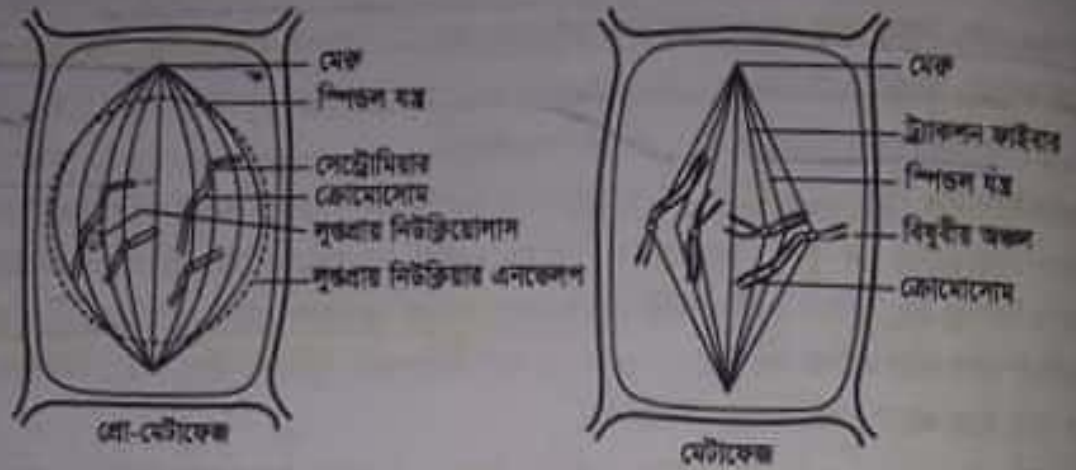 মেরু
স্পিন্ডল যন্ত্র
সেন্ট্রোমিয়ার
ক্রোমোসোম
লুপ্তপ্রায় নিউক্লিয়োলাস
লুপ্তপ্রায় নিউক্লিয়ার এনভেলপ
প্রো-মেটাফেজ
মেরু
ট্র্যাকশন ফাইবার
স্পিন্ডল যন্ত্র
বিষুবীয় অঞ্চল
ক্রোমোসোম
মেটাফেজ